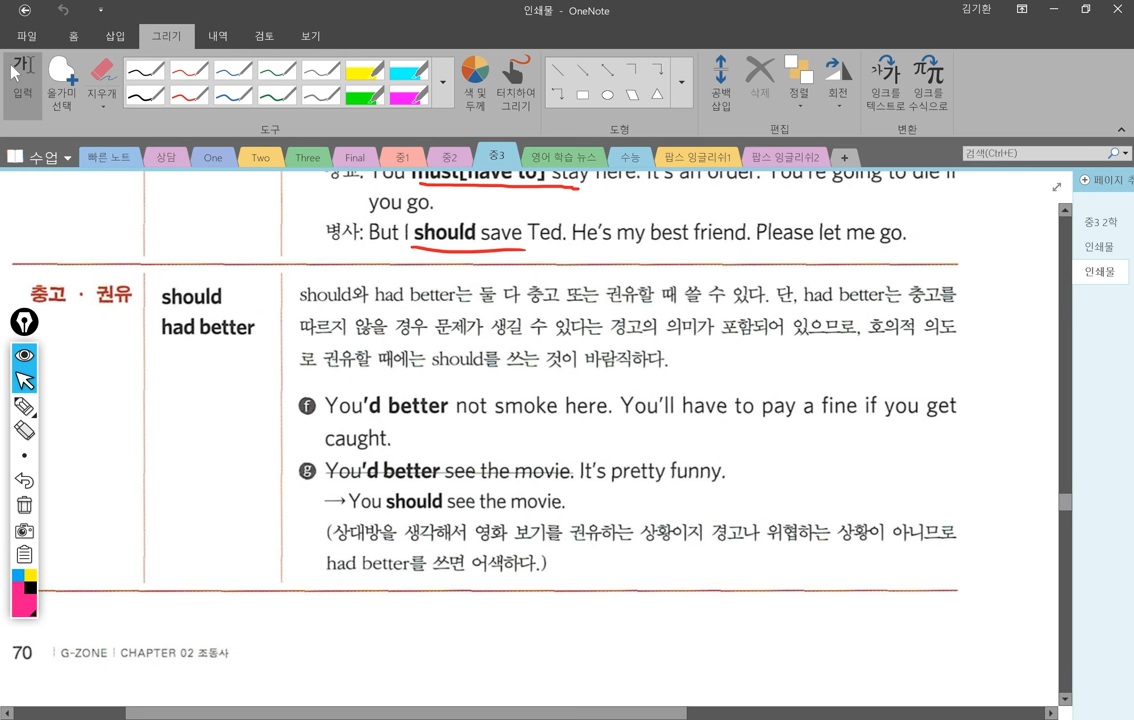 인쇄물 - OneNote
김기환
파일 홈 삽입 그리기 내역 검토 보기
입력
올가미 선택
지우개
색 및 두께
터치하여 그리기
공백 삽입
삭제
정렬
회전
잉크를 텍스트로
잉크를 수식으로
도구 도형 편집 변환
수업 빠른 노트 상담 One Two Three Final 중1 중2 중3 영어 학습 뉴스 수능 팝스 잉글리쉬1 팝스 잉글리쉬2
검색(Ctrl+E)
페이지 추
중3 2학
인쇄물
인쇄물
경고: You must[have to] stay here. It's an order. You're going to die if
you go.
병사: But I should save Ted. He's my best friend. Please let me go.
충고 · 권유
should
had better
should와 had better는 둘 다 충고 또는 권유할 때 쓸 수 있다. 단, had better는 충고를
따르지 않을 경우 문제가 생길 수 있다는 경고의 의미가 포함되어 있으므로, 호의적 의도
로 권유할 때에는 should를 쓰는 것이 바람직하다.
f You'd better not smoke here. You'll have to pay a fine if you get
caught.
g You'd better see the movie. It's pretty funny.
→ You should see the movie.
(상대방을 생각해서 영화 보기를 권유하는 상황이지 경고나 위협하는 상황이 아니므로
had better를 쓰면 어색하다.)
70 | G-ZONE | CHAPTER 02 조동사